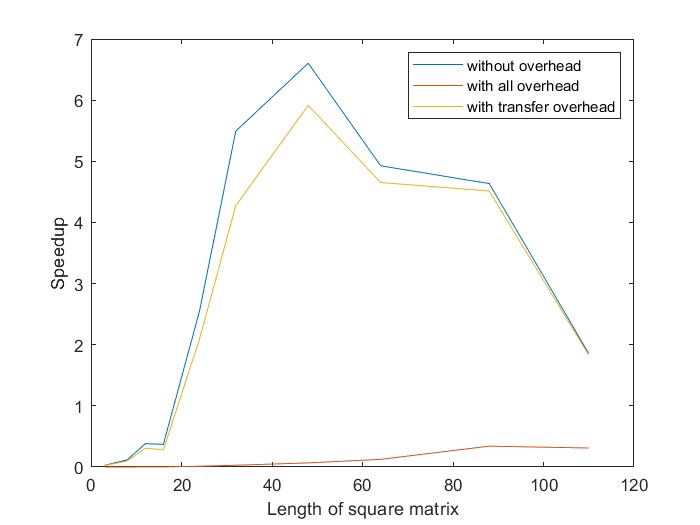 7
6
5
4
3
2
1
0
Speedup
without overhead
with all overhead
with transfer overhead
0 20 40 60 80 100 120
Length of square matrix